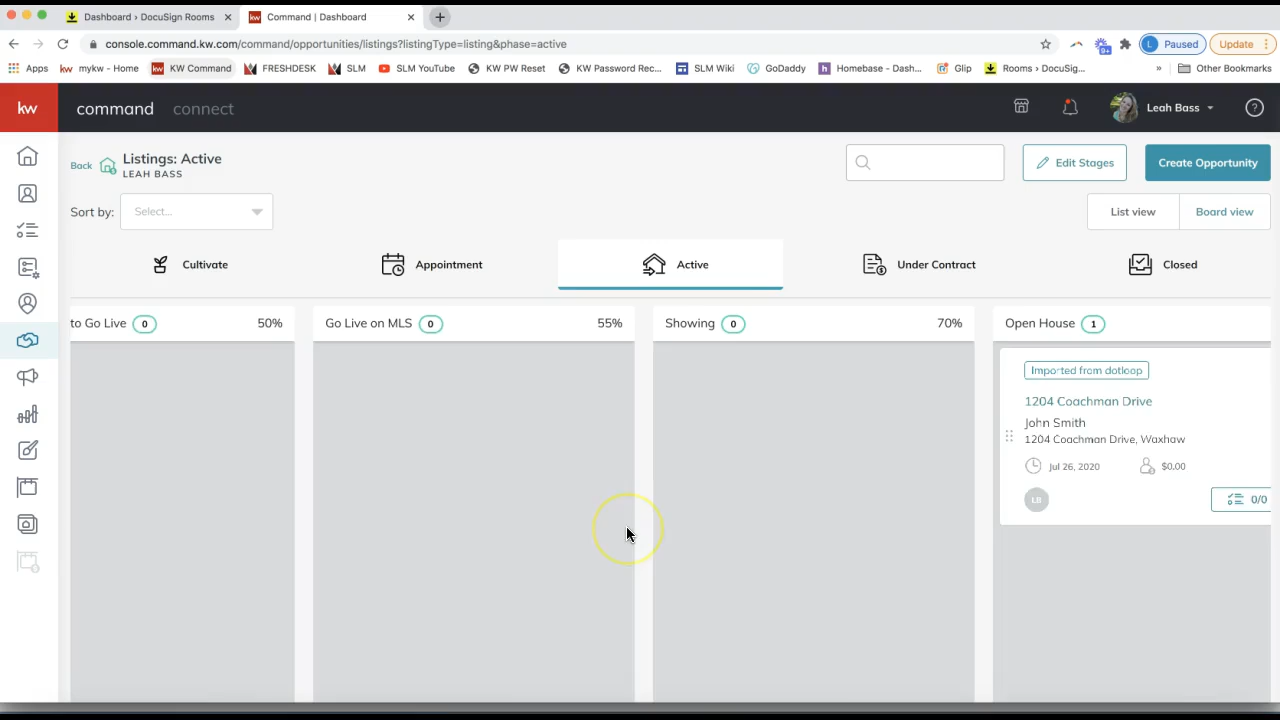 Dashboard › DocuSign Rooms
Command | Dashboard
console.command.kw.com/command/opportunities/listings?listingType=listing&phase=active
L Paused
Update
Apps
kw mykw - Home
kw KW Command
FRESHDESK
SLM
SLM YouTube
KW PW Reset
KW Password Rec...
SLM Wiki
GoDaddy
h Homebase - Dash...
Glip
Rooms › DocuSig...
»
Other Bookmarks
kw
command connect
Leah Bass
?
Back
Listings: Active
LEAH BASS
Edit Stages
Create Opportunity
Sort by:
Select...
List view
Board view
Cultivate
Appointment
Active
Under Contract
Closed
to Go Live 0 50%
Go Live on MLS 0 55%
Showing 0 70%
Open House 1
Imported from dotloop
1204 Coachman Drive
John Smith
1204 Coachman Drive, Waxhaw
Jul 26, 2020
$0.00
LB
0/0